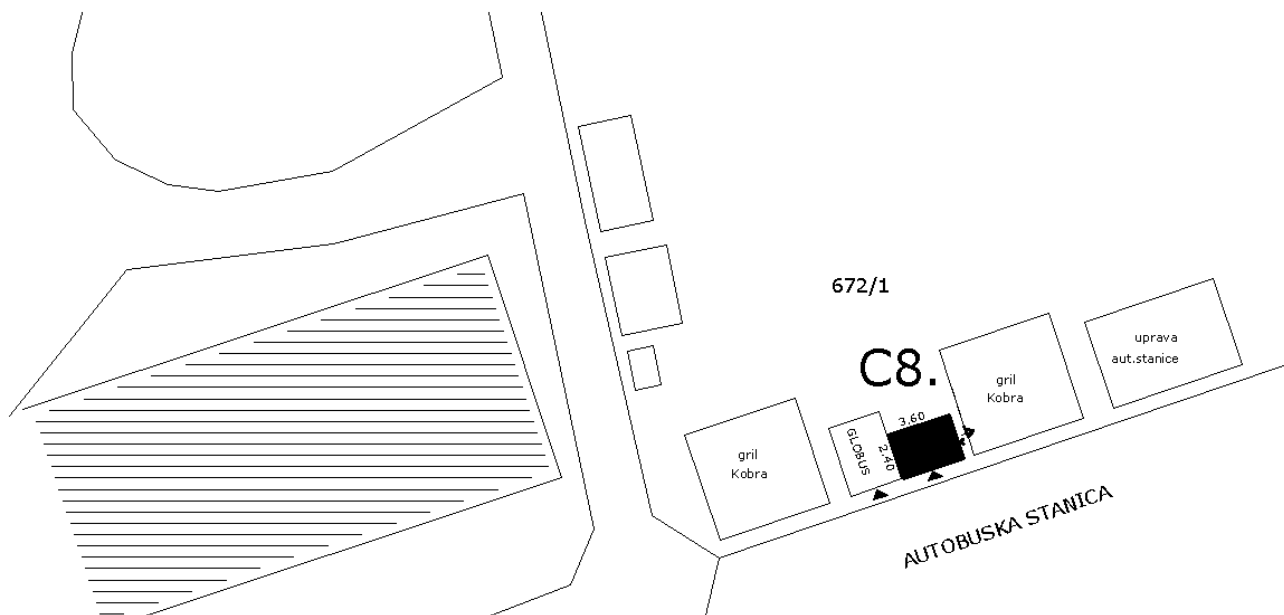 672/1
C8.
uprava
aut.stanice
gril
Kobra
3.60
2.40
GLOBUS
gril
Kobra
AUTOBUSKA STANICA